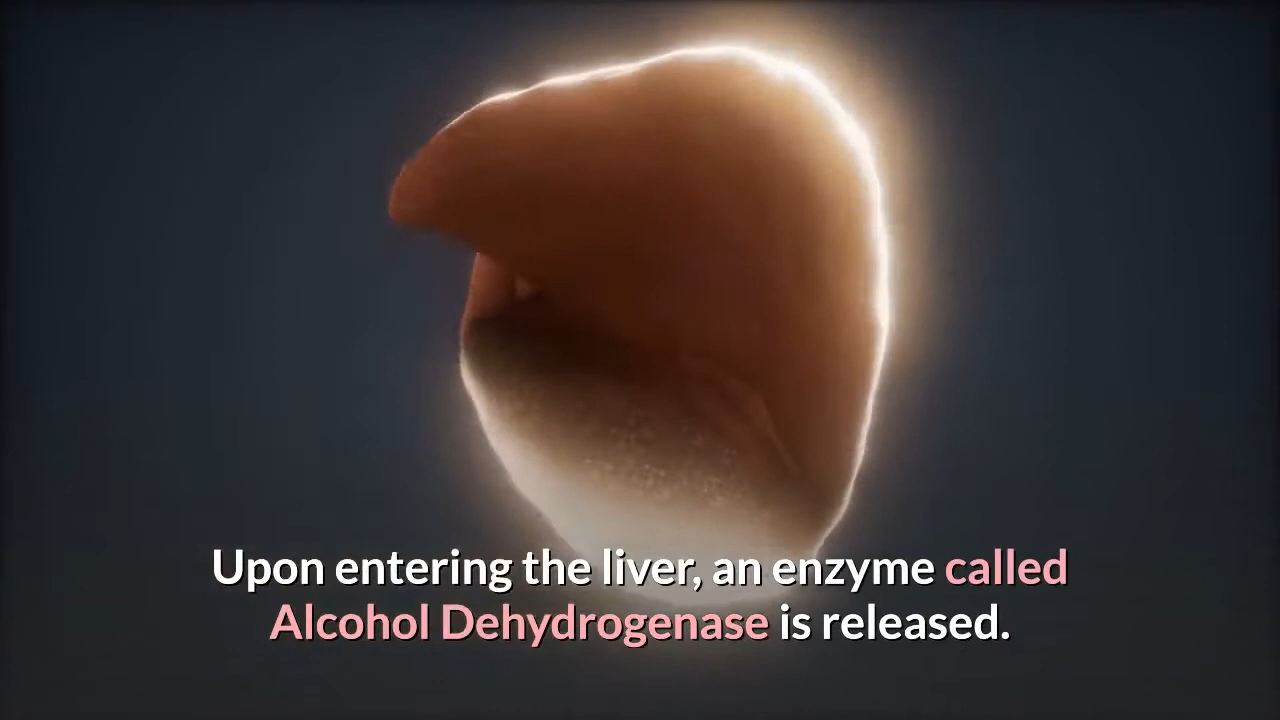 Upon entering the liver, an enzyme called
Alcohol Dehydrogenase is released.